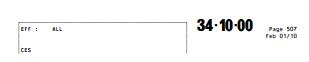 EFF : ALL
34-10-00
Page 507
Feb 01/10
CES